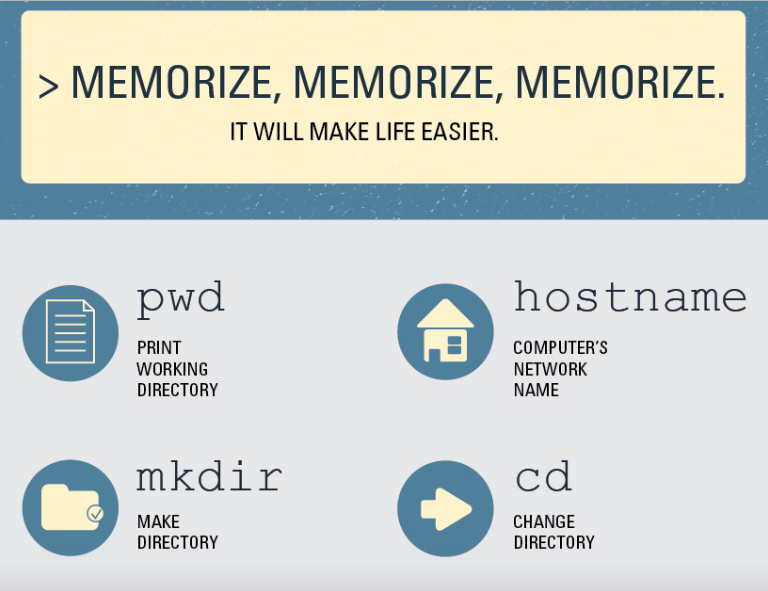 > MEMORIZE, MEMORIZE, MEMORIZE.
IT WILL MAKE LIFE EASIER.
pwd
PRINT
WORKING
DIRECTORY
hostname
COMPUTER'S
NETWORK
NAME
mkdir
MAKE
DIRECTORY
cd
CHANGE
DIRECTORY